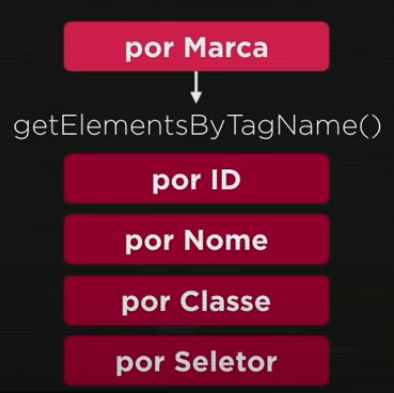 por Marca
getElementsByTagName()
por ID
por Nome
por Classe
por Seletor